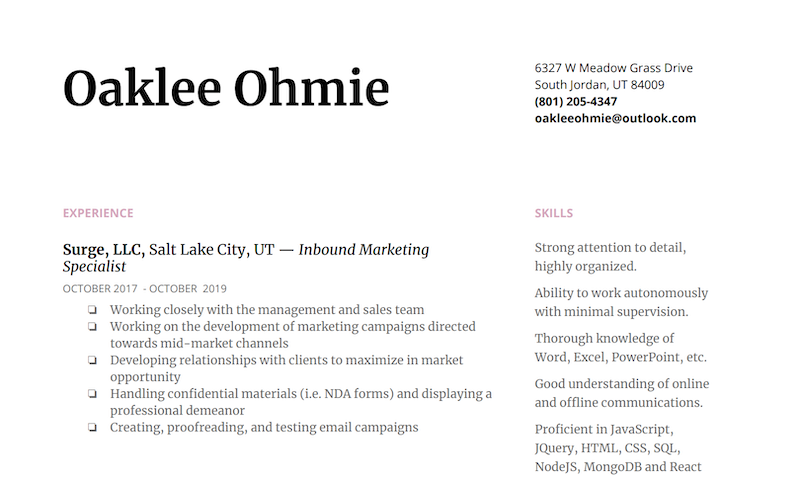 Oaklee Ohmie
6327 W Meadow Grass Drive
South Jordan, UT 84009
(801) 205-4347
oakleeohmie@outlook.com
EXPERIENCE
Surge, LLC, Salt Lake City, UT — Inbound Marketing
Specialist
OCTOBER 2017 - OCTOBER 2019
❏ Working closely with the management and sales team
❏ Working on the development of marketing campaigns directed
towards mid-market channels
❏ Developing relationships with clients to maximize in market
opportunity
❏ Handling confidential materials (i.e. NDA forms) and displaying a
professional demeanor
❏ Creating, proofreading, and testing email campaigns
SKILLS
Strong attention to detail,
highly organized.
Ability to work autonomously
with minimal supervision.
Thorough knowledge of
Word, Excel, PowerPoint, etc.
Good understanding of online
and offline communications.
Proficient in JavaScript,
JQuery, HTML, CSS, SQL,
NodeJS, MongoDB and React